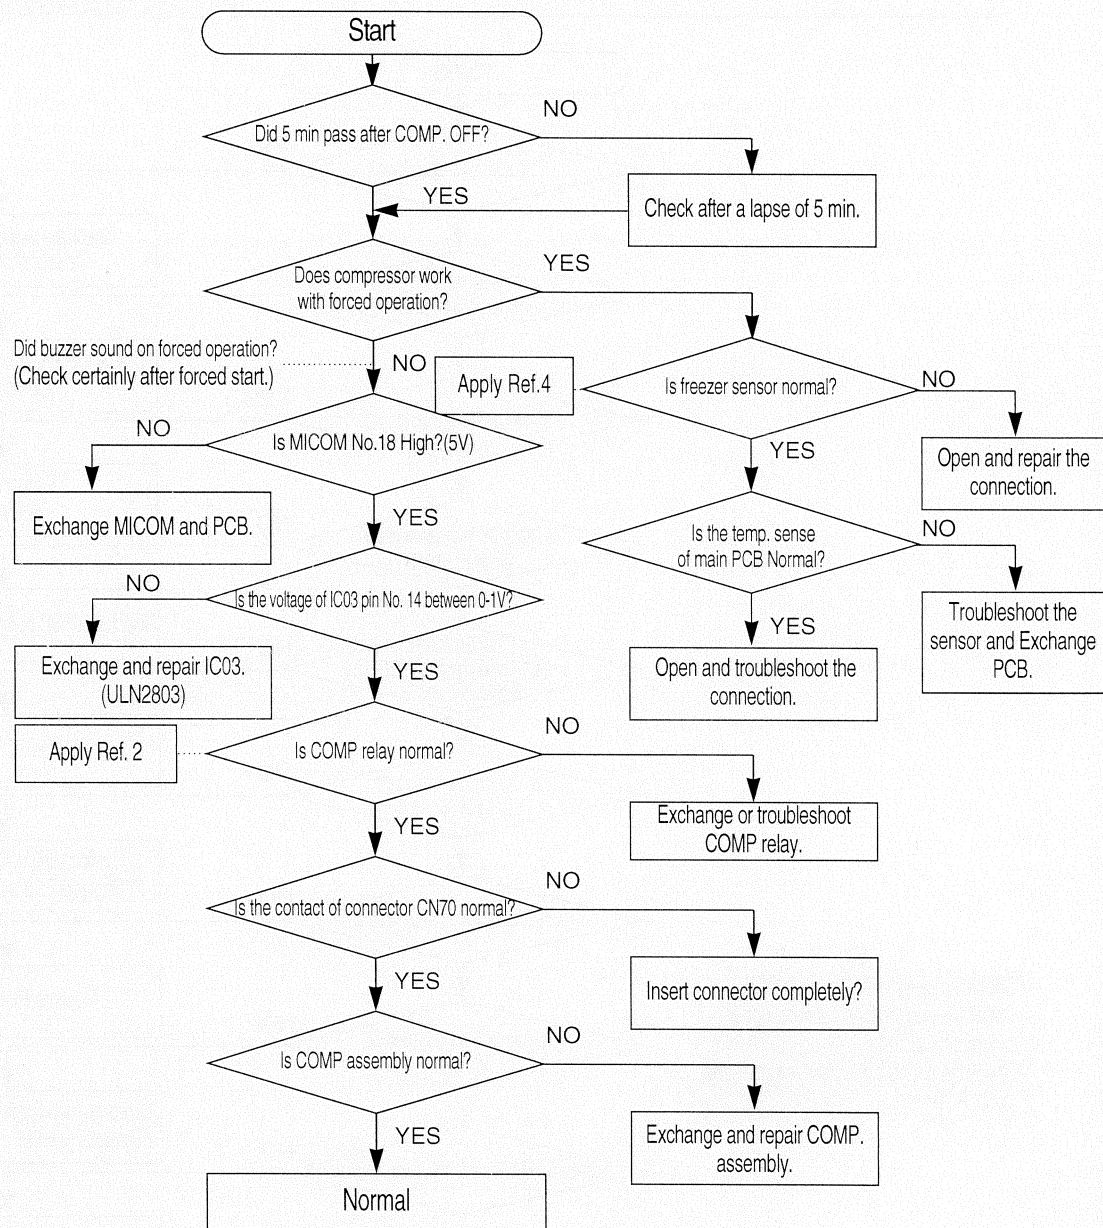 Start
Did 5 min pass after COMP. OFF?
NO
YES
Check after a lapse of 5 min.
Does compressor work
with forced operation?
YES
Did buzzer sound on forced operation?
(Check certainly after forced start.)
NO
Apply Ref.4
Is freezer sensor normal?
NO
Open and repair the
connection.
YES
Is MICOM No.18 High?(5V)
NO
Exchange MICOM and PCB.
YES
Is the temp. sense
of main PCB Normal?
NO
Troubleshoot the
sensor and Exchange
PCB.
YES
Open and troubleshoot the
connection.
Is the voltage of IC03 pin No. 14 between 0-1V?
NO
Exchange and repair IC03.
(ULN2803)
YES
Apply Ref. 2
Is COMP relay normal?
NO
Exchange or troubleshoot
COMP relay.
YES
Is the contact of connector CN70 normal?
NO
Insert connector completely?
YES
Is COMP assembly normal?
NO
Exchange and repair COMP.
assembly.
YES
Normal